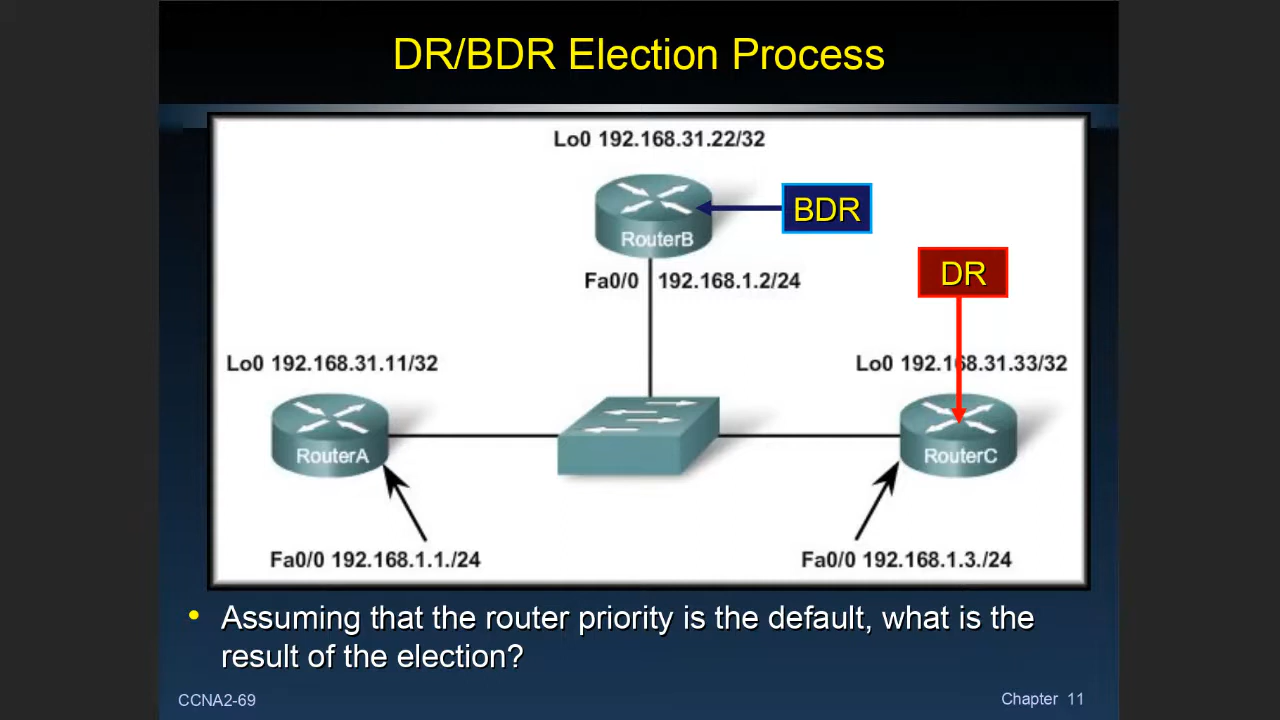 DR/BDR Election Process
Lo0 192.168.31.22/32
BDR
RouterB
Fa0/0 192.168.1.2/24
DR
Lo0 192.168.31.11/32
Lo0 192.168.31.33/32
RouterA
RouterC
Fa0/0 192.168.1.1./24
Fa0/0 192.168.1.3./24
• Assuming that the router priority is the default, what is the
result of the election?
CCNA2-69
Chapter 11